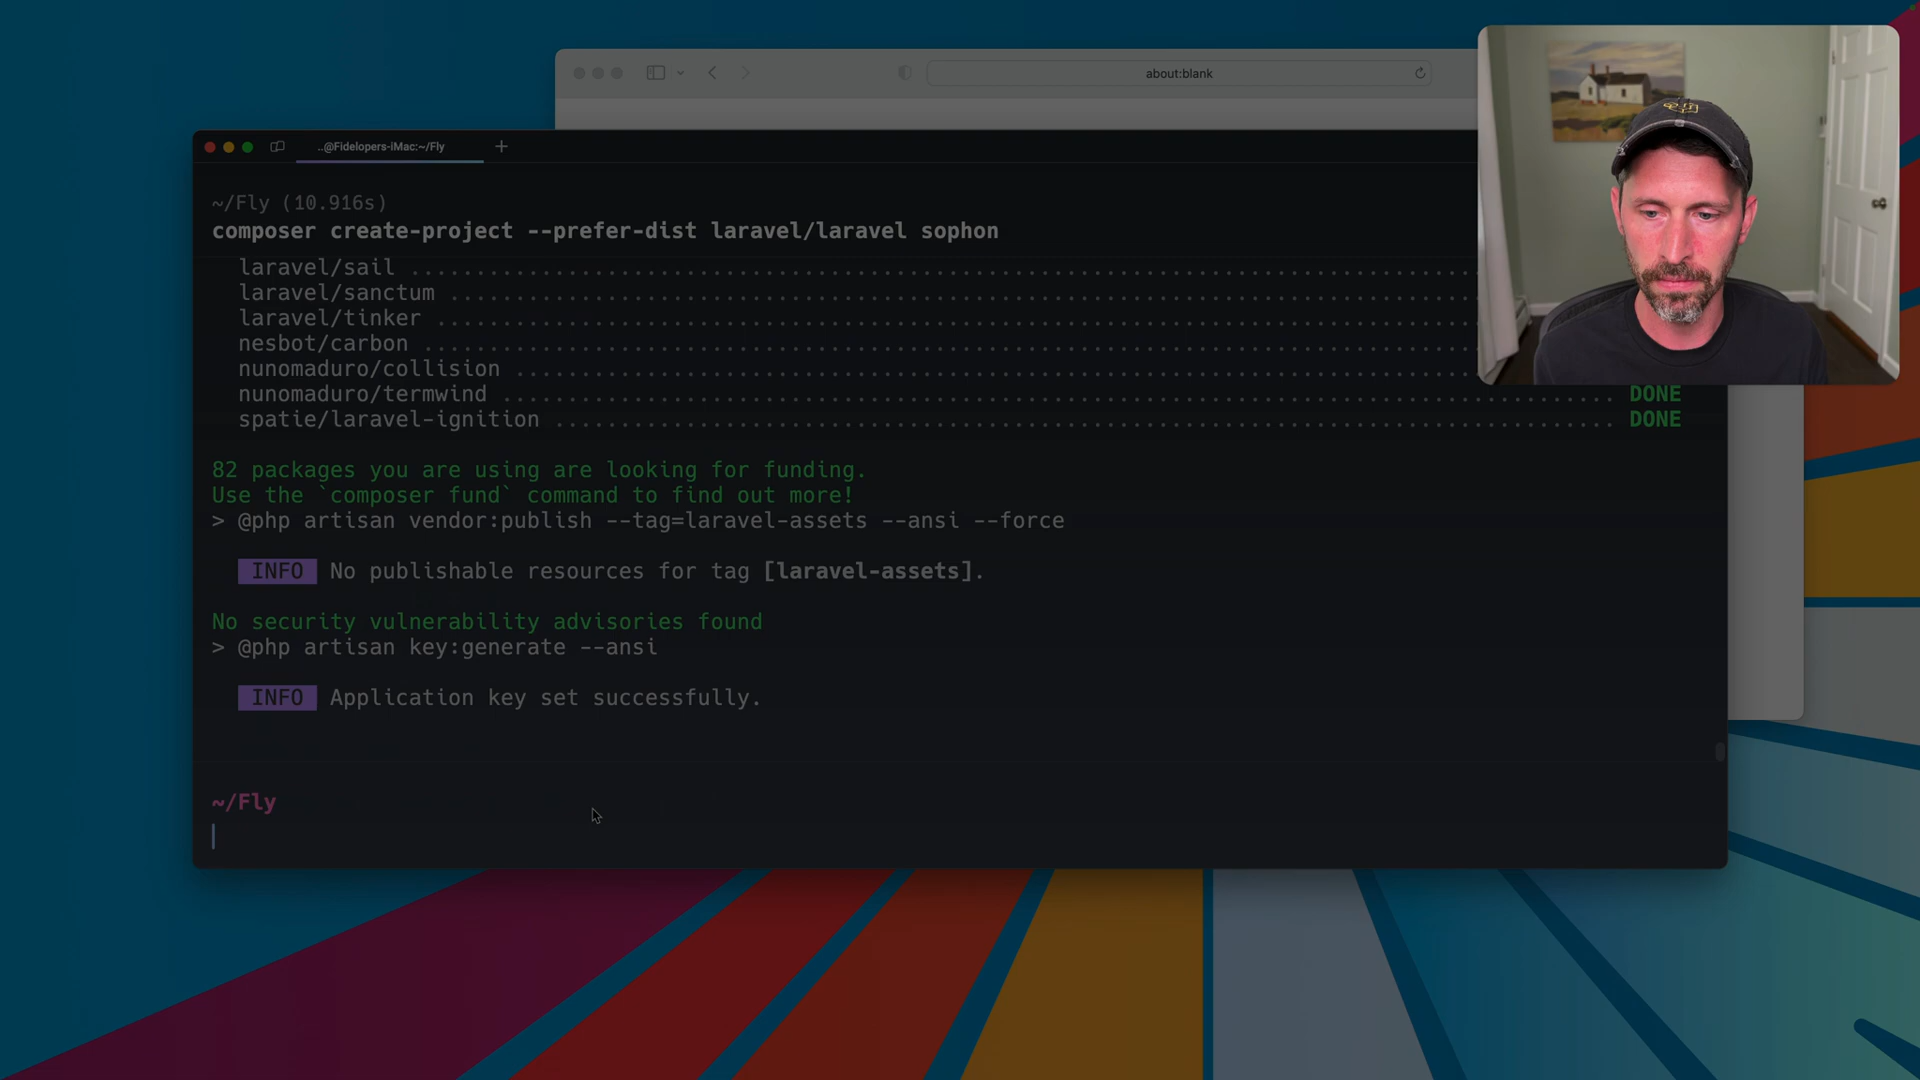 about:blank
..@Fidelopers-iMac:~/Fly
~/Fly (10.916s)
composer create-project --prefer-dist laravel/laravel sophon
laravel/sail
laravel/sanctum
laravel/tinker
nesbot/carbon
nunomaduro/collision
nunomaduro/termwind DONE
spatie/laravel-ignition DONE
82 packages you are using are looking for funding.
Use the `composer fund` command to find out more!
> @php artisan vendor:publish --tag=laravel-assets --ansi --force
INFO No publishable resources for tag [laravel-assets].
No security vulnerability advisories found
> @php artisan key:generate --ansi
INFO Application key set successfully.
~/Fly